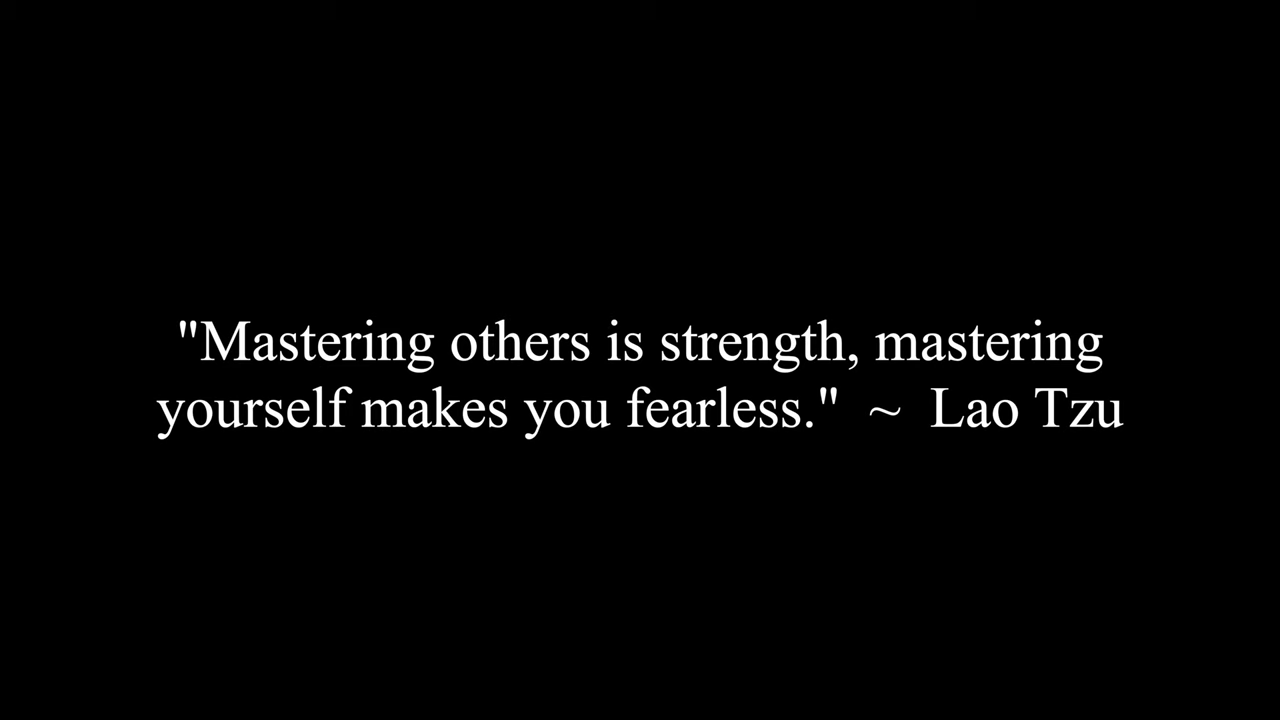 "Mastering others is strength, mastering
yourself makes you fearless."  ~  Lao Tzu